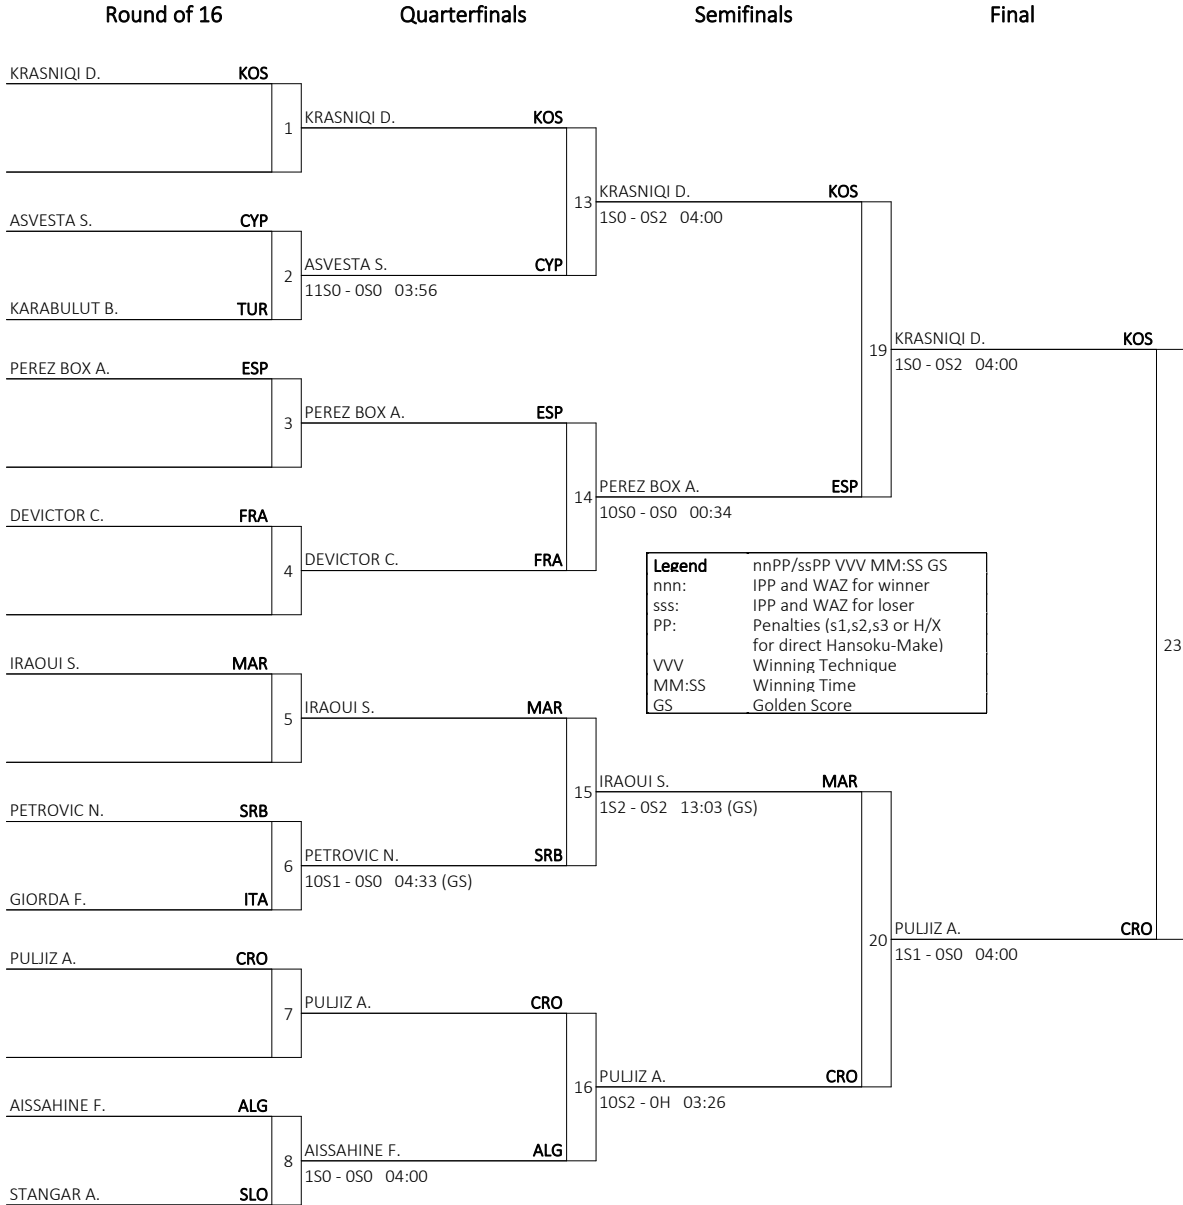 Round of 16 Quarterfinals Semifinals Final
KRASNIQI D. KOS
1 KRASNIQI D. KOS
13 KRASNIQI D. KOS
1S0 - 0S2 04:00
ASVESTA S. CYP
2 ASVESTA S. CYP
11S0 - 0S0 03:56
KARABULUT B. TUR
19 KRASNIQI D. KOS
1S0 - 0S2 04:00
PEREZ BOX A. ESP
3 PEREZ BOX A. ESP
14 PEREZ BOX A. ESP
10S0 - 0S0 00:34
DEVICTOR C. FRA
4 DEVICTOR C. FRA
Legend nnPP/ssPP VVV MM:SS GS
nnn: IPP and WAZ for winner
sss: IPP and WAZ for loser
PP: Penalties (s1,s2,s3 or H/X
for direct Hansoku-Make)
VVV Winning Technique
MM:SS Winning Time
GS Golden Score
23
IRAOUI S. MAR
5 IRAOUI S. MAR
15 IRAOUI S. MAR
1S2 - 0S2 13:03 (GS)
PETROVIC N. SRB
6 PETROVIC N. SRB
10S1 - 0S0 04:33 (GS)
GIORDA F. ITA
20 PULJIZ A. CRO
1S1 - 0S0 04:00
PULJIZ A. CRO
7 PULJIZ A. CRO
16 PULJIZ A. CRO
10S2 - 0H 03:26
AISSAHINE F. ALG
8 AISSAHINE F. ALG
1S0 - 0S0 04:00
STANGAR A. SLO